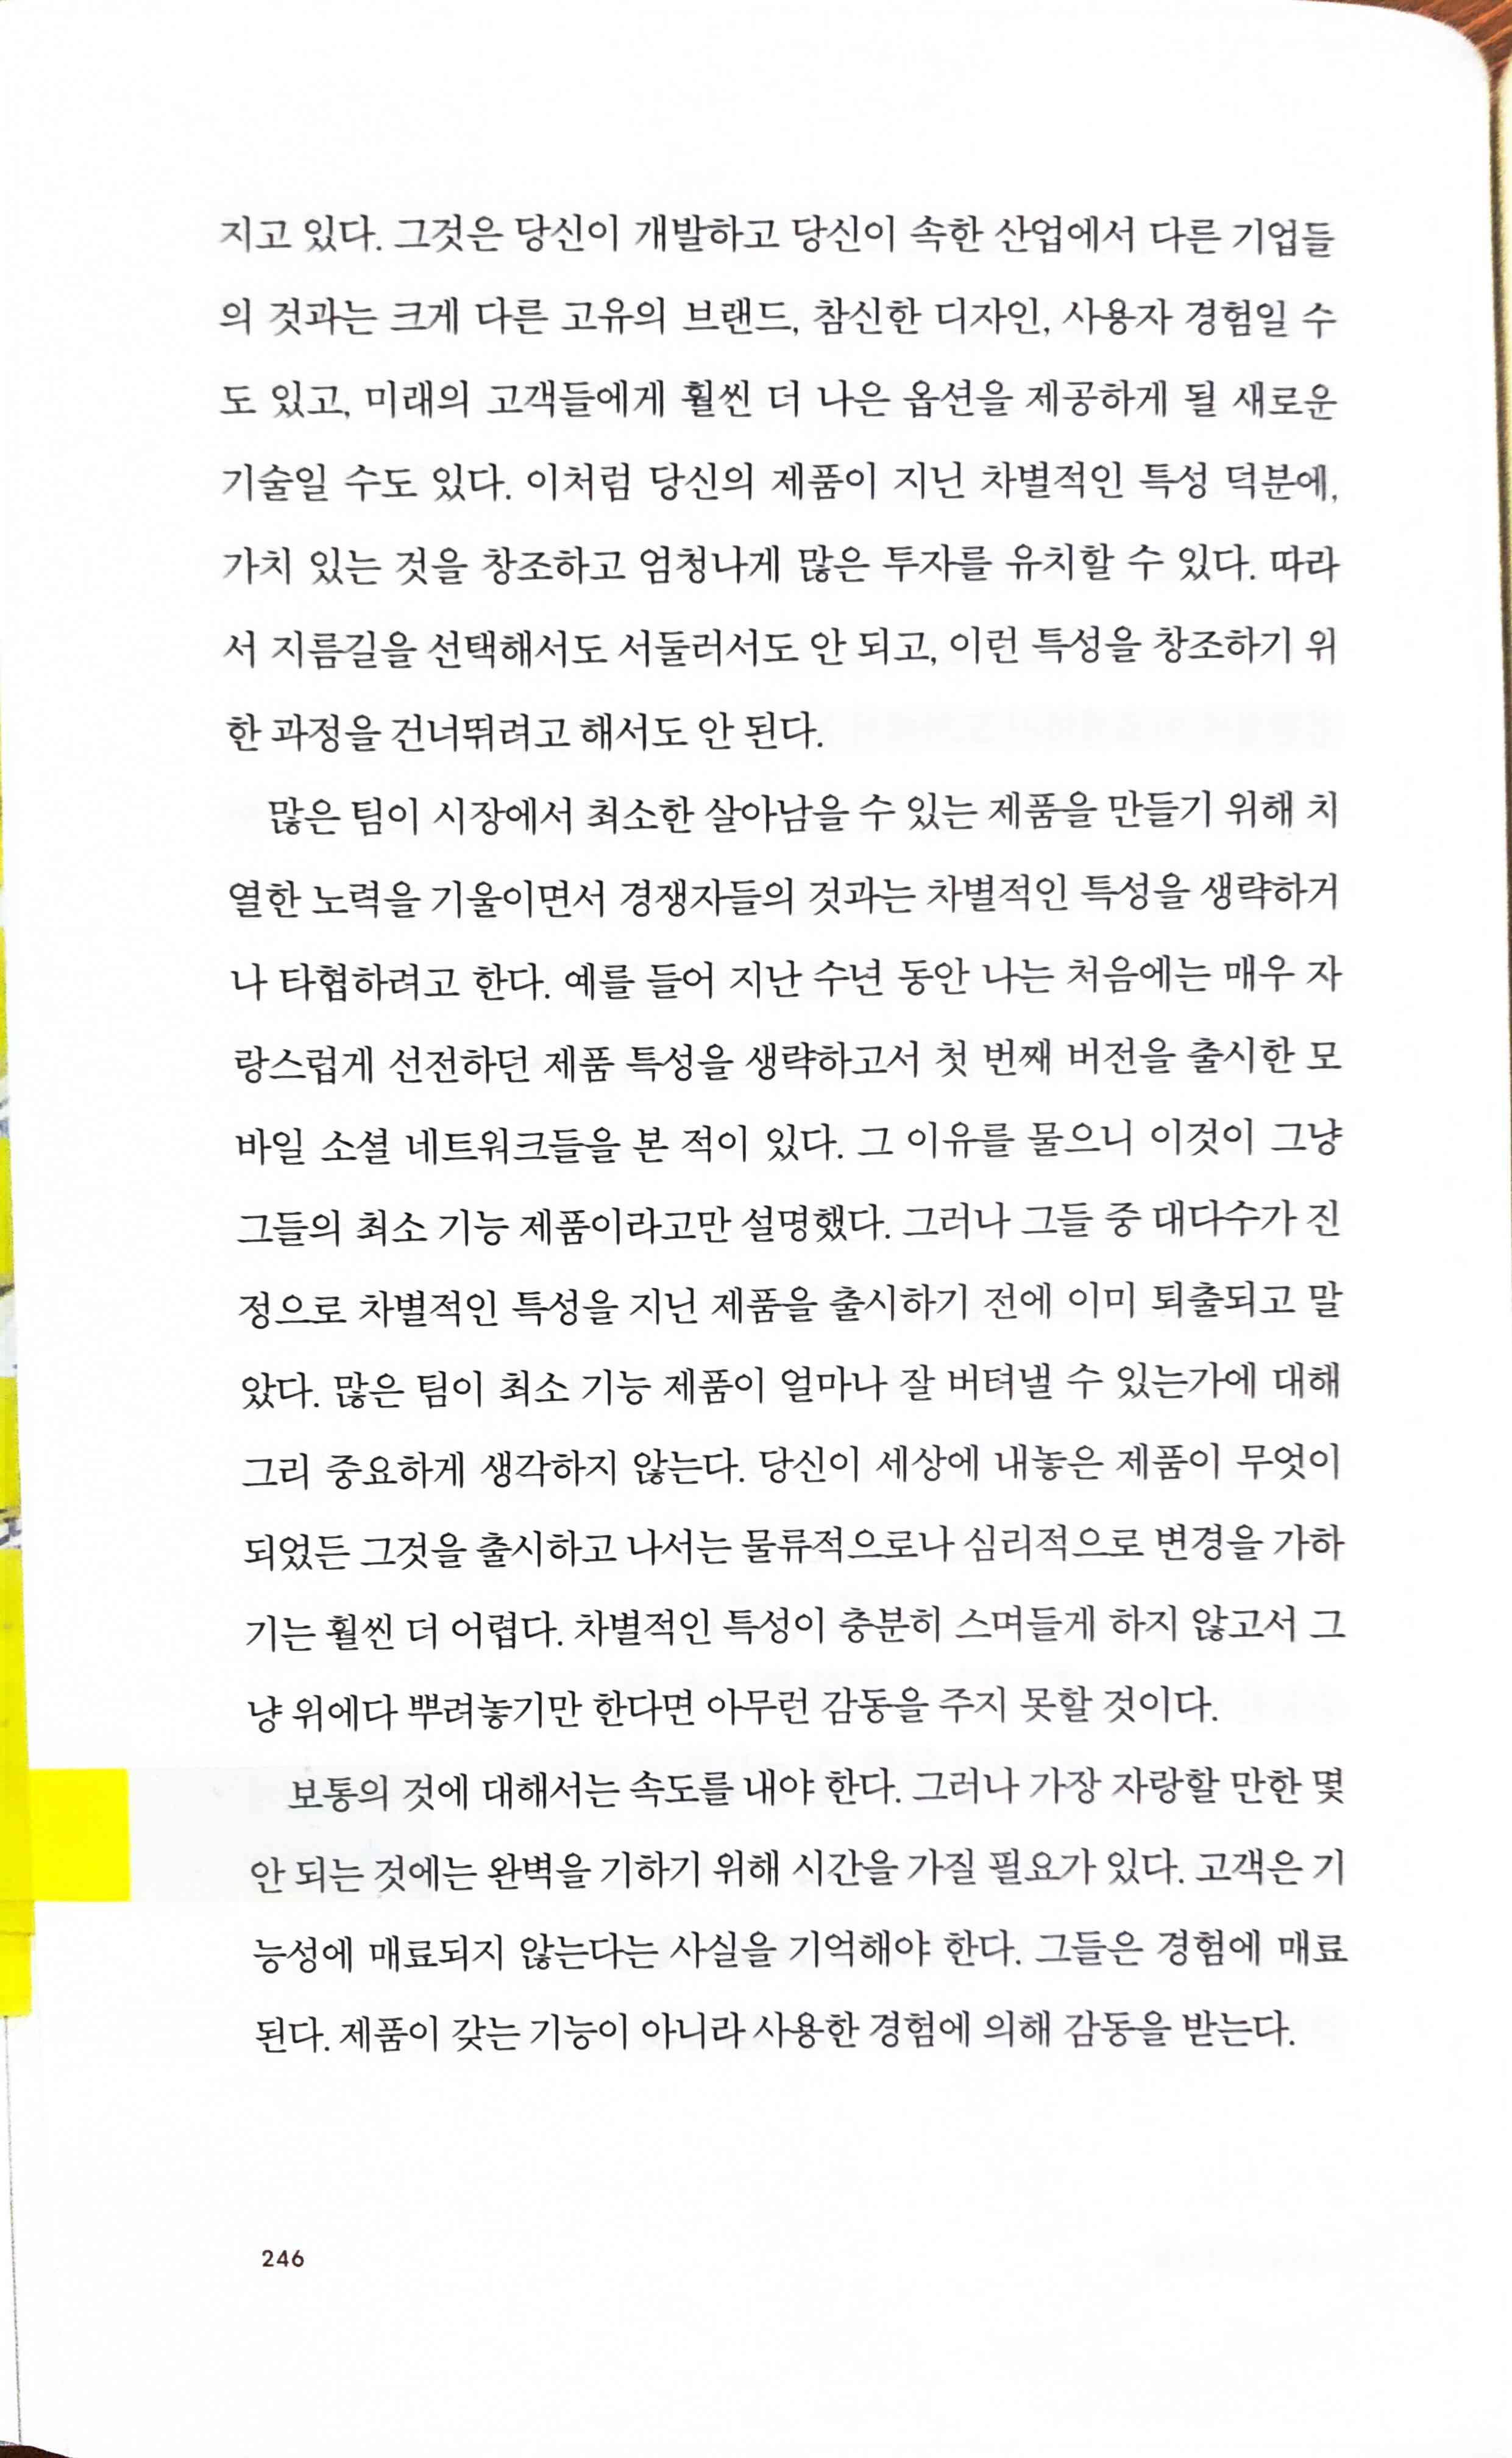 지고 있다. 그것은 당신이 개발하고 당신이 속한 산업에서 다른 기업들
의 것과는 크게 다른 고유의 브랜드, 참신한 디자인, 사용자 경험일 수
도 있고, 미래의 고객들에게 훨씬 더 나은 옵션을 제공하게 될 새로운
기술일 수도 있다. 이처럼 당신의 제품이 지닌 차별적인 특성 덕분에,
가치 있는 것을 창조하고 엄청나게 많은 투자를 유치할 수 있다. 따라
서 지름길을 선택해서도 서둘러서도 안 되고, 이런 특성을 창조하기 위
한 과정을 건너뛰려고 해서도 안 된다.
많은 팀이 시장에서 최소한 살아남을 수 있는 제품을 만들기 위해 치
열한 노력을 기울이면서 경쟁자들의 것과는 차별적인 특성을 생략하거
나 타협하려고 한다. 예를 들어 지난 수년 동안 나는 처음에는 매우 자
랑스럽게 선전하던 제품 특성을 생략하고서 첫 번째 버전을 출시한 모
바일 소셜 네트워크들을 본 적이 있다. 그 이유를 물으니 이것이 그냥
그들의 최소 기능 제품이라고만 설명했다. 그러나 그들 중 대다수가 진
정으로 차별적인 특성을 지닌 제품을 출시하기 전에 이미 퇴출되고 말
았다. 많은 팀이 최소 기능 제품이 얼마나 잘 버텨낼 수 있는가에 대해
그리 중요하게 생각하지 않는다. 당신이 세상에 내놓은 제품이 무엇이
되었든 그것을 출시하고 나서는 물류적으로나 심리적으로 변경을 가하
기는 훨씬 더 어렵다. 차별적인 특성이 충분히 스며들게 하지 않고서 그
냥 위에다 뿌려놓기만 한다면 아무런 감동을 주지 못할 것이다.
보통의 것에 대해서는 속도를 내야 한다. 그러나 가장 자랑할 만한 몇
안 되는 것에는 완벽을 기하기 위해 시간을 가질 필요가 있다. 고객은 기
능성에 매료되지 않는다는 사실을 기억해야 한다. 그들은 경험에 매료
된다. 제품이 갖는 기능이 아니라 사용한 경험에 의해 감동을 받는다.
246